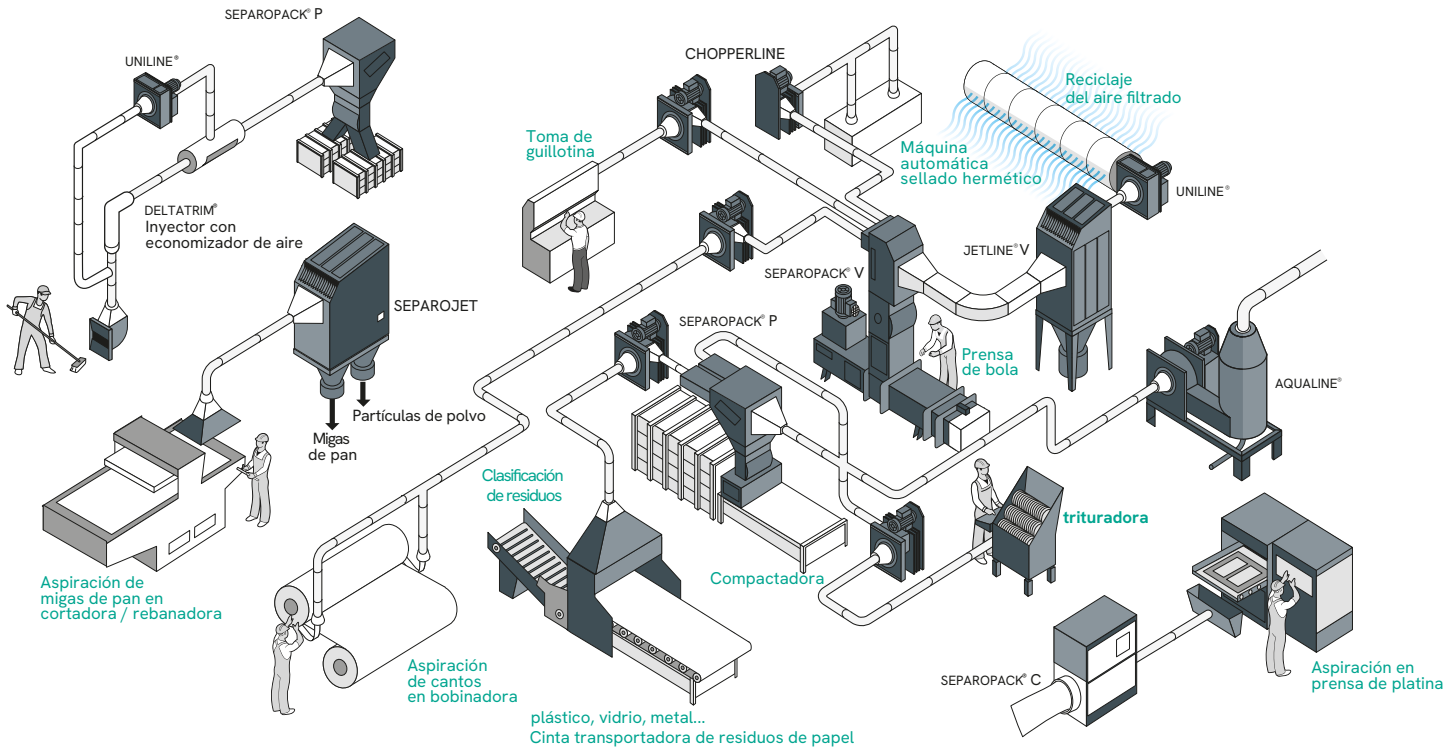 SEPAROPACK® P
UNILINE®
DELTATRIM®
Inyector con
economizador de aire
SEPAROJET
Partículas de polvo
Migas
de pan
Aspiración de
migas de pan en
cortadora / rebanadora
CHOPPERLINE
Toma de
guillotina
Máquina
automática
sellado hermético
Reciclaje
del aire filtrado
UNILINE®
JETLINE® V
SEPAROPACK® V
SEPAROPACK® P
Prensa
de bola
AQUALINE®
Clasificación
de residuos
Compactadora
trituradora
Aspiración
de cantos
en bobinadora
plástico, vidrio, metal...
Cinta transportadora de residuos de papel
SEPAROPACK® C
Aspiración en
prensa de platina